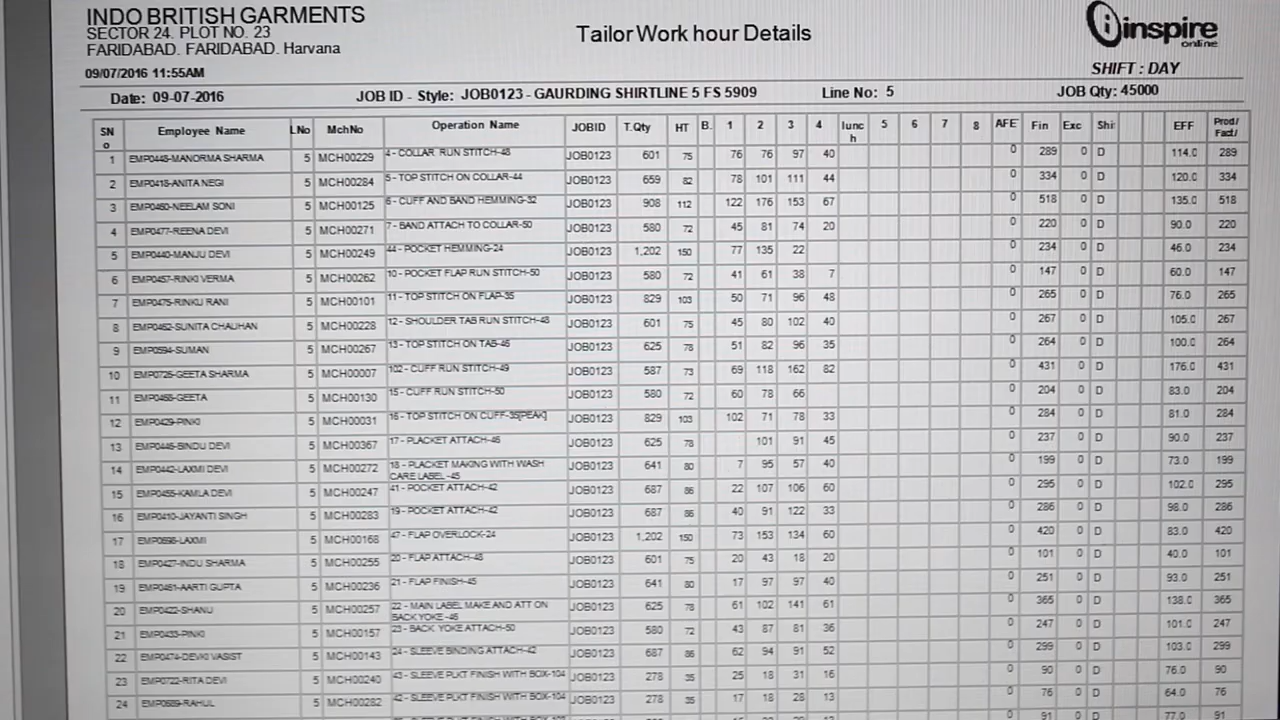 INDO BRITISH GARMENTS
SECTOR 24. PLOT NO. 23
FARIDABAD. FARIDABAD. Harvana
09/07/2016 11:55AM
Tailor Work hour Details
inspire
online
SHIFT : DAY
Date: 09-07-2016 JOB ID - Style: JOB0123 - GAURDING SHIRTLINE 5 FS 5909 Line No: 5 JOB Qty: 45000
SNo Employee Name LNo MchNo Operation Name JOBID T.Qty HT B. 1 2 3 4 lunch 5 6 7 8 AFE Fin Exc Shi EFF Prod/Fact/
1 EMP0448-MANORMA SHARMA 5 MCH00229 4 - COLLAR RUN STITCH-48 JOB0123 601 75 76 76 97 40 0 289 0 D 114.0 289
2 EMP0418-ANITA NEGI 5 MCH00284 5 - TOP STITCH ON COLLAR-44 JOB0123 659 82 78 101 111 44 0 334 0 D 120.0 334
3 EMP0460-NEELAM SONI 5 MCH00125 6 - CUFF AND BAND HEMMING-32 JOB0123 908 112 122 176 153 67 0 518 0 D 135.0 518
4 EMP0477-REENA DEVI 5 MCH00271 7 - BAND ATTACH TO COLLAR-50 JOB0123 580 72 45 81 74 20 0 220 0 D 90.0 220
5 EMP0440-MANJU DEVI 5 MCH00249 44 - POCKET HEMMING-24 JOB0123 1,202 150 77 135 22 0 234 0 D 46.0 234
6 EMP0457-RINKI VERMA 5 MCH00262 10 - POCKET FLAP RUN STITCH-50 JOB0123 580 72 41 61 38 7 0 147 0 D 60.0 147
7 EMP0475-RINKU RANI 5 MCH00101 11 - TOP STITCH ON FLAP-35 JOB0123 829 103 50 71 96 48 0 265 0 D 76.0 265
8 EMP0462-SUNITA CHAUHAN 5 MCH00228 12 - SHOULDER TAB RUN STITCH-48 JOB0123 601 75 45 80 102 40 0 267 0 D 105.0 267
9 EMP0594-SUMAN 5 MCH00267 13 - TOP STITCH ON TAB-46 JOB0123 625 78 51 82 96 35 0 264 0 D 100.0 264
10 EMP0726-GEETA SHARMA 5 MCH00007 102 - CUFF RUN STITCH-49 JOB0123 587 73 69 118 162 82 0 431 0 D 176.0 431
11 EMP0466-GEETA 5 MCH00130 15 - CUFF RUN STITCH-50 JOB0123 580 72 60 78 66 0 204 0 D 83.0 204
12 EMP0429-PINKI 5 MCH00031 16 - TOP STITCH ON CUFF-35[PEAK] JOB0123 829 103 102 71 78 33 0 284 0 D 81.0 284
13 EMP0446-BINDU DEVI 5 MCH00367 17 - PLACKET ATTACH-46 JOB0123 625 78 101 91 45 0 237 0 D 90.0 237
14 EMP0442-LAXMI DEVI 5 MCH00272 18 - PLACKET MAKING WITH WASH CARE LABEL -45 JOB0123 641 80 7 95 57 40 0 199 0 D 73.0 199
15 EMP0455-KAMLA DEVI 5 MCH00247 41 - POCKET ATTACH-42 JOB0123 687 86 22 107 106 60 0 295 0 D 102.0 295
16 EMP0410-JAYANTI SINGH 5 MCH00283 19 - POCKET ATTACH-42 JOB0123 687 86 40 91 122 33 0 286 0 D 98.0 286
17 LAXMI 5 MCH00168 47 - FLAP OVERLOCK-24 JOB0123 1,202 150 73 153 134 60 0 420 0 D 83.0 420
18 EMP0427-INDU SHARMA 5 MCH00255 20 - FLAP ATTACH-48 JOB0123 601 75 20 43 18 20 0 101 0 D 40.0 101
19 EMP0461-AARTI GUPTA 5 MCH00236 21 - FLAP FINISH-45 JOB0123 641 80 17 97 97 40 0 251 0 D 93.0 251
20 EMP0422-SHANU 5 MCH00257 22 - MAIN LABEL MAKE AND ATT ON BACK YOKE -46 JOB0123 625 78 61 102 141 61 0 365 0 D 138.0 365
21 EMP0433-PINKI 5 MCH00157 23 - BACK YOKE ATTACH-50 JOB0123 580 72 43 87 81 36 0 247 0 D 101.0 247
22 EMP0474-DEVKI VASIST 5 MCH00143 24 - SLEEVE BINDING ATTACH-42 JOB0123 687 86 62 94 91 52 0 299 0 D 103.0 299
23 EMP0722-RITA DEVI 5 MCH00240 43 - SLEEVE PLKT FINISH WITH BOX-104 JOB0123 278 35 25 18 31 16 0 90 0 D 76.0 90
24 RAHUL 5 MCH00282 42 - SLEEVE PLKT FINISH WITH BOX-104 JOB0123 278 35 17 18 28 13 0 76 0 D 64.0 76
0 91 0 D 77.0 91